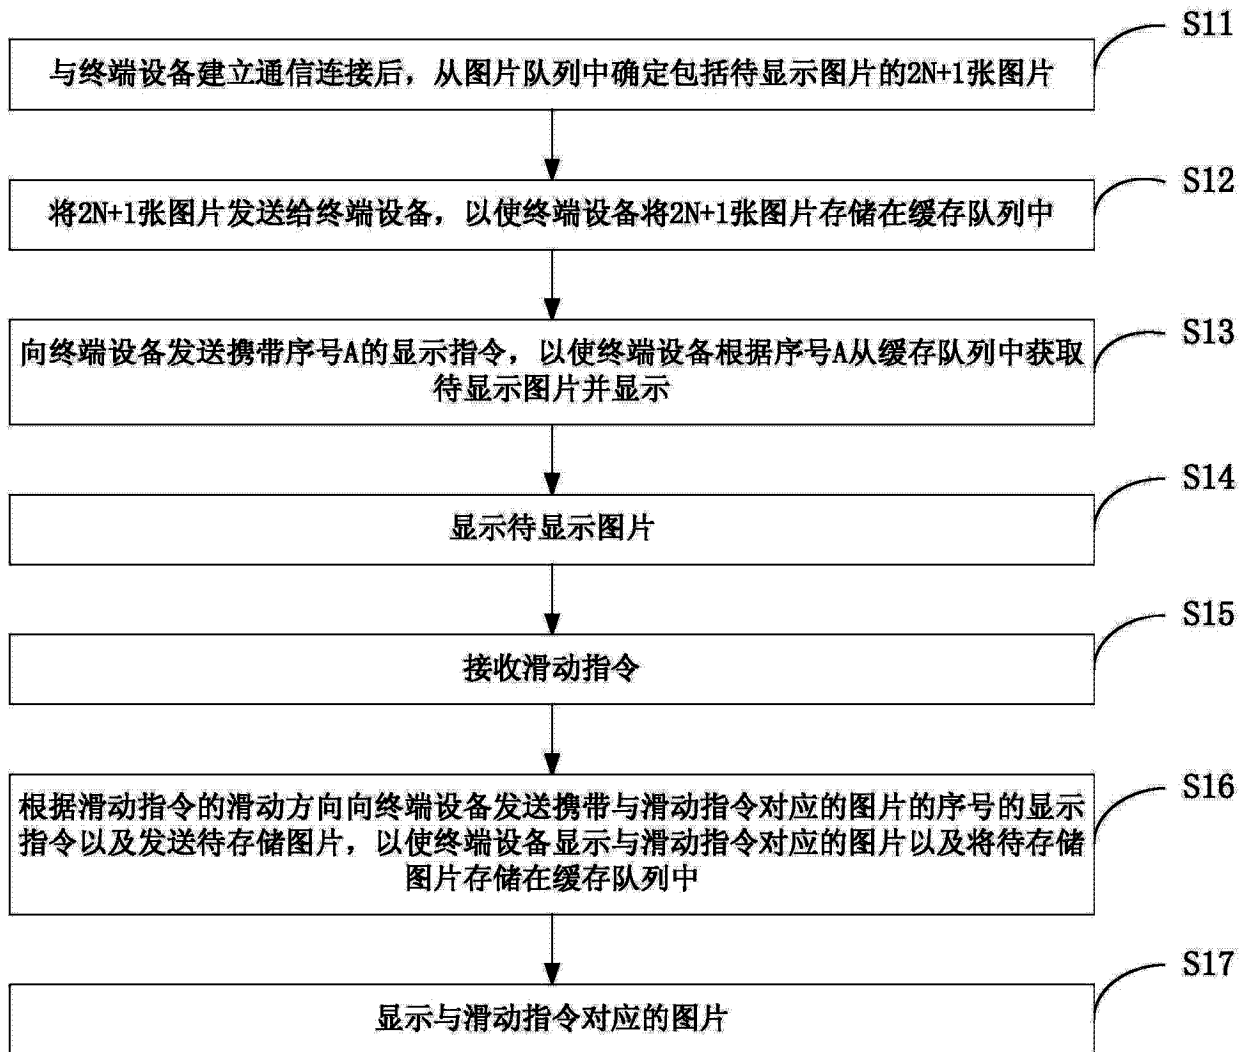 S11
与终端设备建立通信连接后，从图片队列中确定包括待显示图片的2N+1张图片
S12
将2N+1张图片发送给终端设备，以使终端设备将2N+1张图片存储在缓存队列中
S13
向终端设备发送携带序号A的显示指令，以使终端设备根据序号A从缓存队列中获取
待显示图片并显示
S14
显示待显示图片
S15
接收滑动指令
S16
根据滑动指令的滑动方向向终端设备发送携带与滑动指令对应的图片的序号的显示
指令以及发送待存储图片，以使终端设备显示与滑动指令对应的图片以及将待存储
图片存储在缓存队列中
S17
显示与滑动指令对应的图片